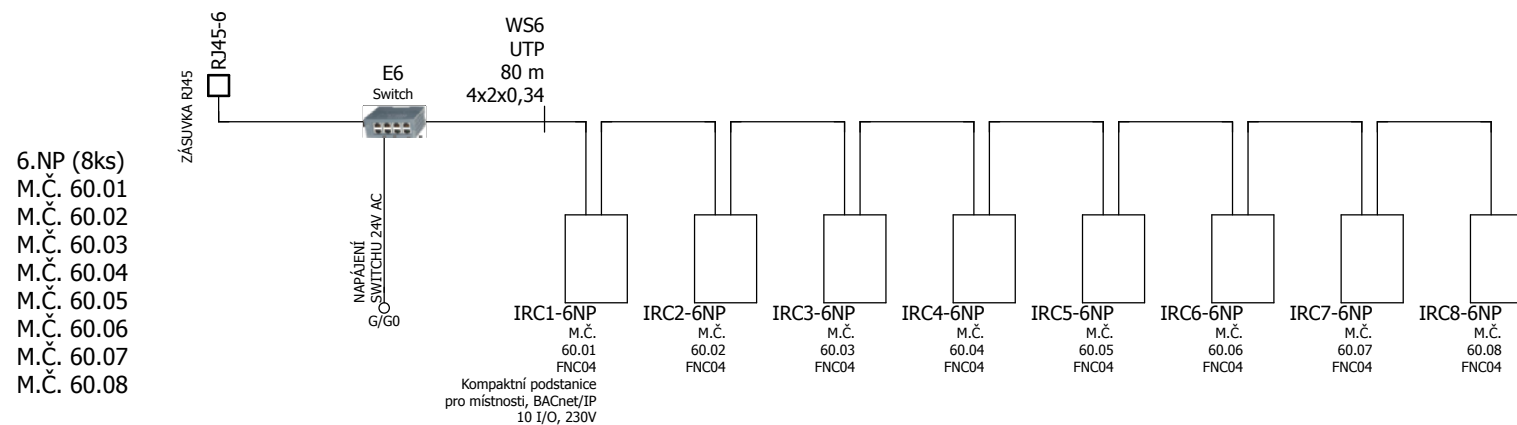 6.NP (8ks)
M.Č. 60.01
M.Č. 60.02
M.Č. 60.03
M.Č. 60.04
M.Č. 60.05
M.Č. 60.06
M.Č. 60.07
M.Č. 60.08
ZÁSUVKA RJ45
RJ45-6
E6
Switch
NAPÁJENÍ
SWITCHU 24V AC
G/G0
WS6
UTP
80 m
4x2x0,34
IRC1-6NP
M.Č.
60.01
FNC04
Kompaktní podstanice
pro místnosti, BACnet/IP
10 I/O, 230V
IRC2-6NP
M.Č.
60.02
FNC04
IRC3-6NP
M.Č.
60.03
FNC04
IRC4-6NP
M.Č.
60.04
FNC04
IRC5-6NP
M.Č.
60.05
FNC04
IRC6-6NP
M.Č.
60.06
FNC04
IRC7-6NP
M.Č.
60.07
FNC04
IRC8-6NP
M.Č.
60.08
FNC04